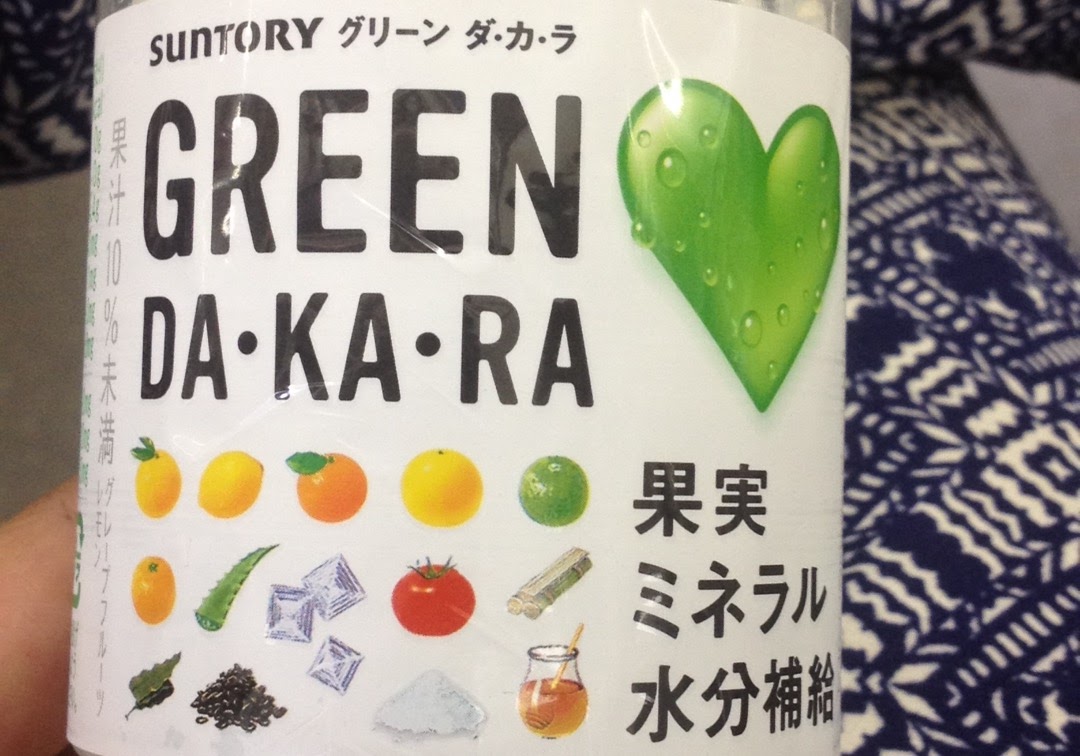 SUNTORY グリーン ダ・カ・ラ
GREEN
DA・KA・RA
果実
ミネラル
水分補給
果汁10%未満
グレープフルーツ
レモン